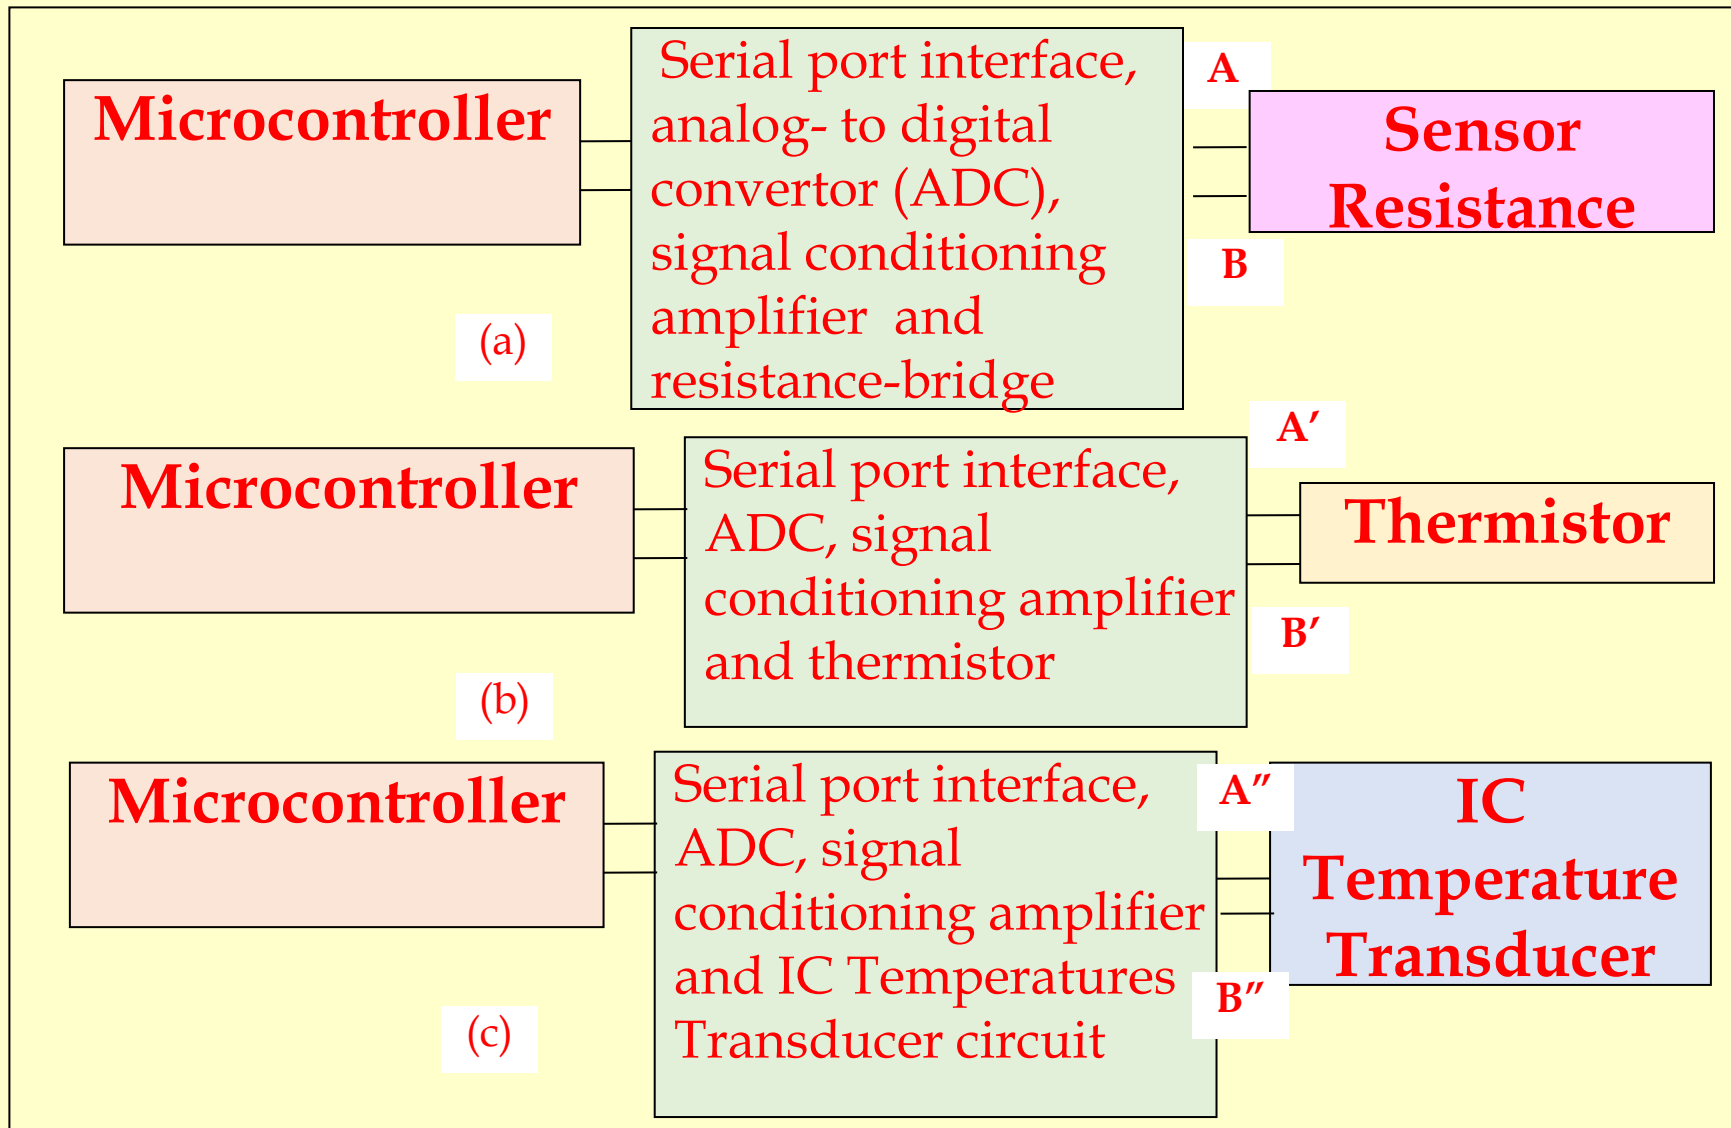 Microcontroller
Serial port interface,
analog- to digital
convertor (ADC),
signal conditioning
amplifier  and
resistance-bridge
A
B
Sensor
Resistance
(a)
Microcontroller
Serial port interface,
ADC, signal
conditioning amplifier
and thermistor
A’
B’
Thermistor
(b)
Microcontroller
Serial port interface,
ADC, signal
conditioning amplifier
and IC Temperatures
Transducer circuit
A”
B”
IC
Temperature
Transducer
(c)